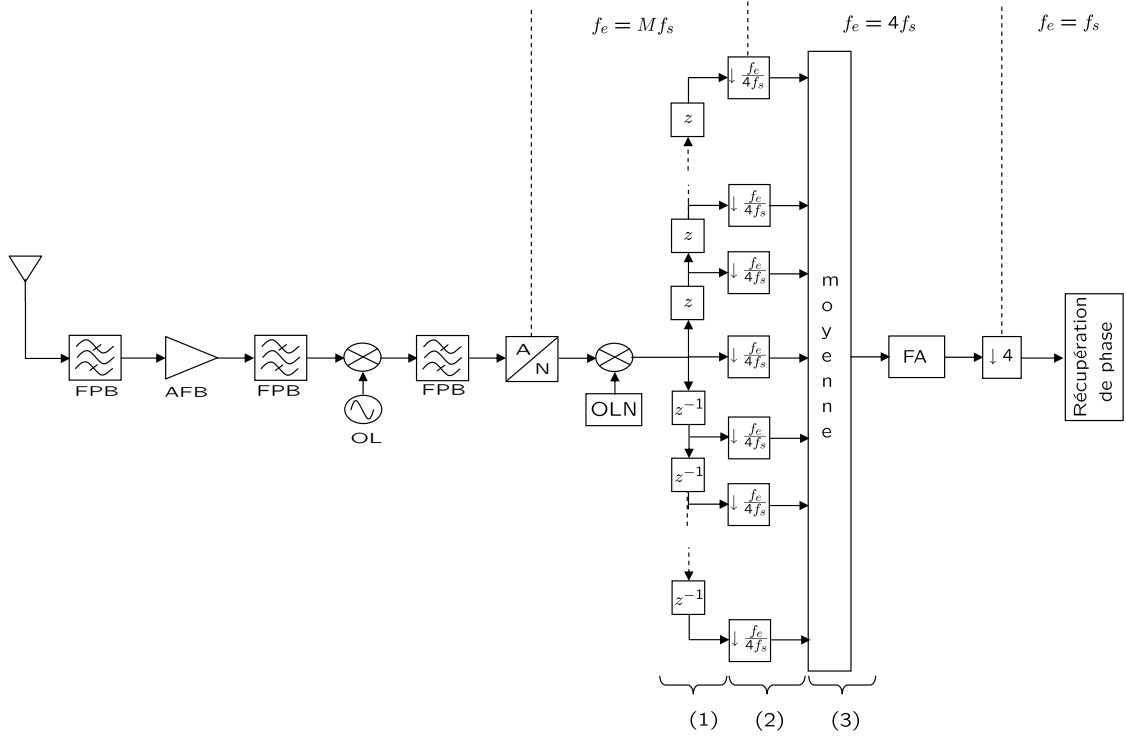 f_e = Mf_s
f_e = 4f_s
f_e = f_s
↓ f_e/4f_s
z
↓ f_e/4f_s
z
↓ f_e/4f_s
z
moyenne
FPB
AFB
FPB
OL
FPB
A/N
OLN
↓ f_e/4f_s
FA
↓ 4
Récupération
de phase
z^{-1}
↓ f_e/4f_s
z^{-1}
↓ f_e/4f_s
z^{-1}
↓ f_e/4f_s
(1)
(2)
(3)